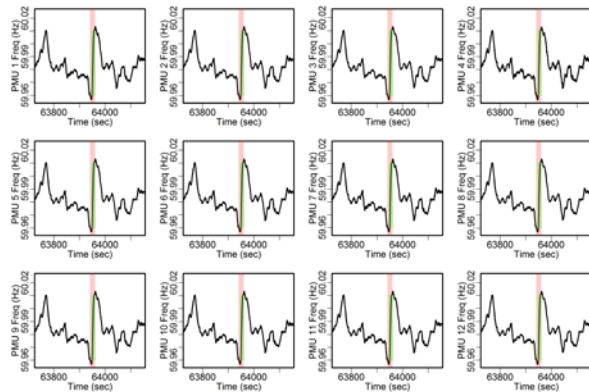 PMU 1 Freq (Hz)
59.96 59.99 60.02
63800 64000
Time (sec)
PMU 2 Freq (Hz)
59.96 59.99 60.02
63800 64000
Time (sec)
PMU 3 Freq (Hz)
59.96 59.99 60.02
63800 64000
Time (sec)
PMU 4 Freq (Hz)
59.96 59.99 60.02
63800 64000
Time (sec)
PMU 5 Freq (Hz)
59.96 59.99 60.02
63800 64000
Time (sec)
PMU 6 Freq (Hz)
59.96 59.99 60.02
63800 64000
Time (sec)
PMU 7 Freq (Hz)
59.96 59.99 60.02
63800 64000
Time (sec)
PMU 8 Freq (Hz)
59.96 59.99 60.02
63800 64000
Time (sec)
PMU 9 Freq (Hz)
59.96 59.99 60.02
63800 64000
Time (sec)
PMU 10 Freq (Hz)
59.96 59.99 60.02
63800 64000
Time (sec)
PMU 11 Freq (Hz)
59.96 59.99 60.02
63800 64000
Time (sec)
PMU 12 Freq (Hz)
59.96 59.99 60.02
63800 64000
Time (sec)